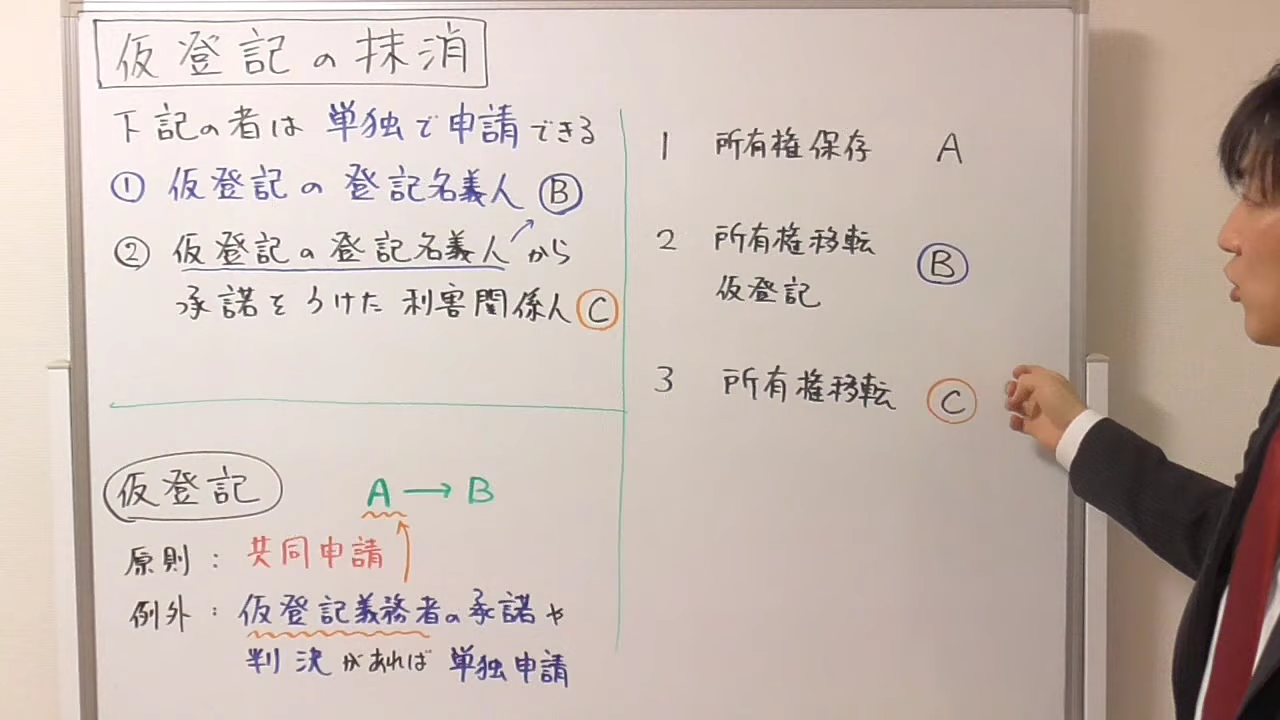 仮登記の抹消
下記の者は 単独で申請できる
① 仮登記の登記名義人 B
② 仮登記の登記名義人から
承諾をうけた利害関係人 C
仮登記
A → B
原則:共同申請
例外:仮登記義務者の承諾や
判決があれば 単独申請
1 所有権保存 A
2 所有権移転
仮登記 B
3 所有権移転 C